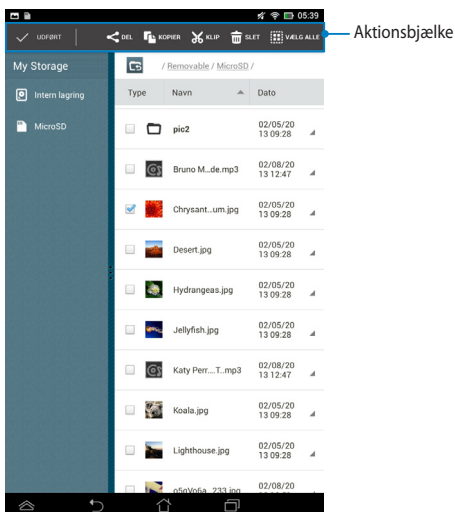 05:39
UDFØRT DEL KOPIER KLIP SLET VÆLG ALLE
Aktionsbjælke
My Storage
/ Removable / MicroSD /
Intern lagring
MicroSD
Type Navn Dato
pic2 02/05/20
13 09:28
Bruno M...de.mp3 02/08/20
13 12:47
Chrysant...um.jpg 02/05/20
13 09:28
Desert.jpg 02/05/20
13 09:28
Hydrangeas.jpg 02/05/20
13 09:28
Jellyfish.jpg 02/05/20
13 09:28
Katy Perr....T..mp3 02/08/20
13 12:47
Koala.jpg 02/05/20
13 09:28
Lighthouse.jpg 02/05/20
13 09:28
02/08/20